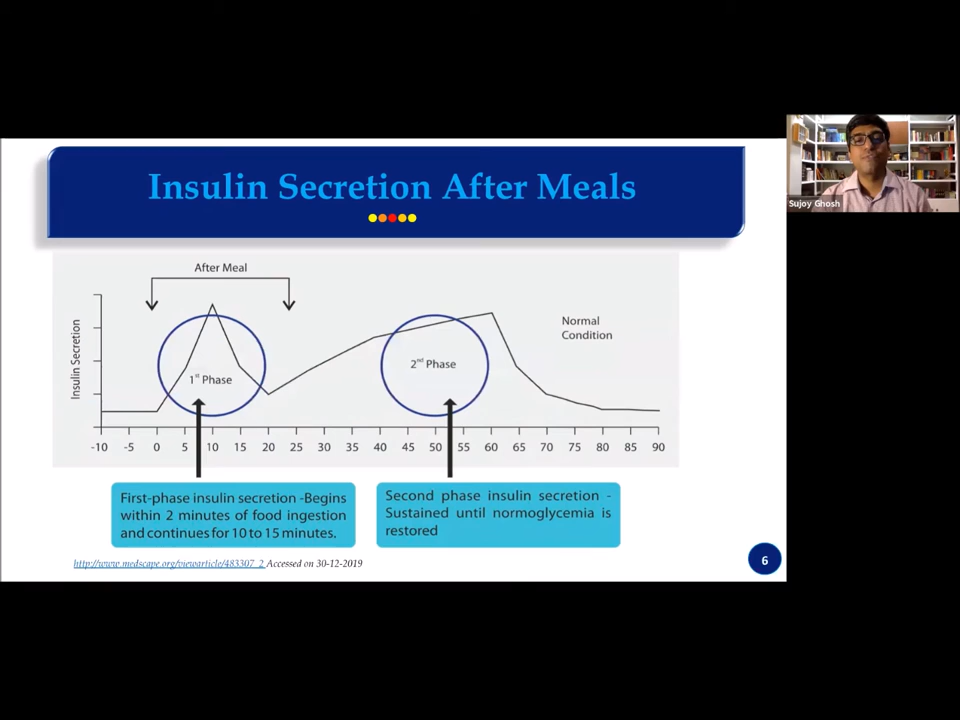 Insulin Secretion After Meals
Sujoy Ghosh
After Meal
Insulin Secretion
Normal
Condition
1st Phase
2nd Phase
-10 -5 0 5 10 15 20 25 30 35 40 45 50 55 60 65 70 75 80 85 90
First-phase insulin secretion -Begins
within 2 minutes of food ingestion
and continues for 10 to 15 minutes.
Second phase insulin secretion -
Sustained until normoglycemia is
restored
http://www.medscape.org/viewarticle/483307_2 Accessed on 30-12-2019
6